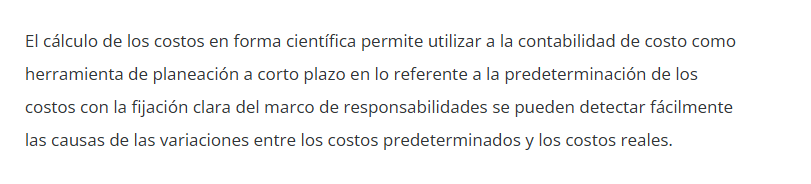 El cálculo de los costos en forma científica permite utilizar a la contabilidad de costo como
herramienta de planeación a corto plazo en lo referente a la predeterminación de los
costos con la fijación clara del marco de responsabilidades se pueden detectar fácilmente
las causas de las variaciones entre los costos predeterminados y los costos reales.